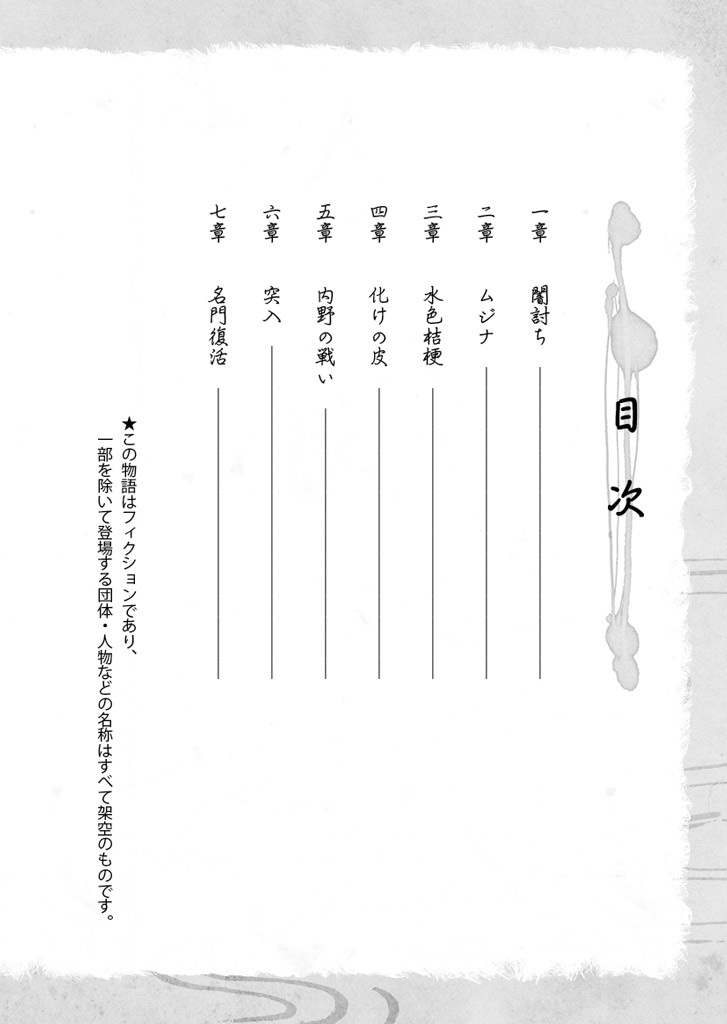 目次
一章 闇討ち
二章 ムジナ
三章 水色桔梗
四章 化けの皮
五章 内野の戦い
六章 突入
七章 名門復活
★この物語はフィクションであり、
一部を除いて登場する団体・人物などの名称はすべて架空のものです。